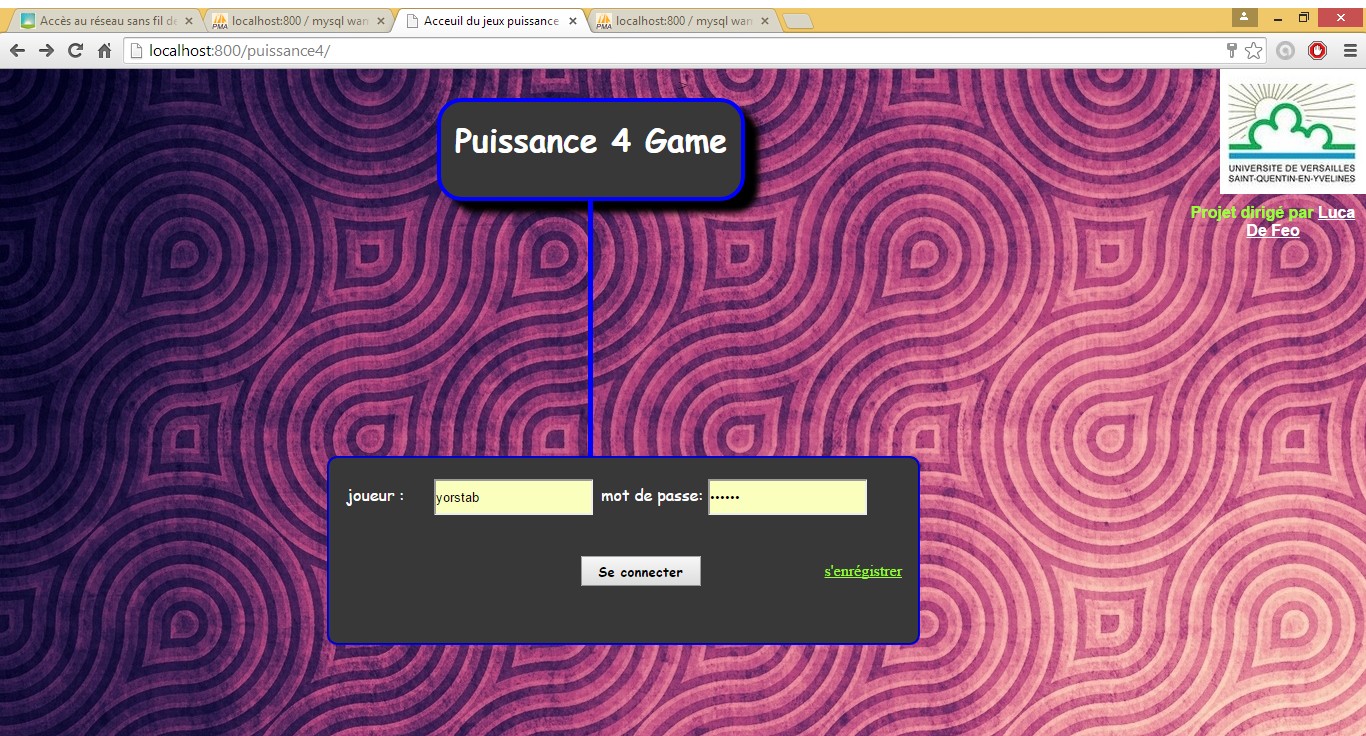 Accès au réseau sans fil de
localhost:800 / mysql wam
Acceuil du jeux puissance
localhost:800 / mysql wam
localhost:800/puissance4/
Puissance 4 Game
UNIVERSITE DE VERSAILLES
SAINT-QUENTIN-EN-YVELINES
Projet dirigé par Luca
De Feo
joueur : yorstab mot de passe: ••••••
Se connecter s'enrégistrer